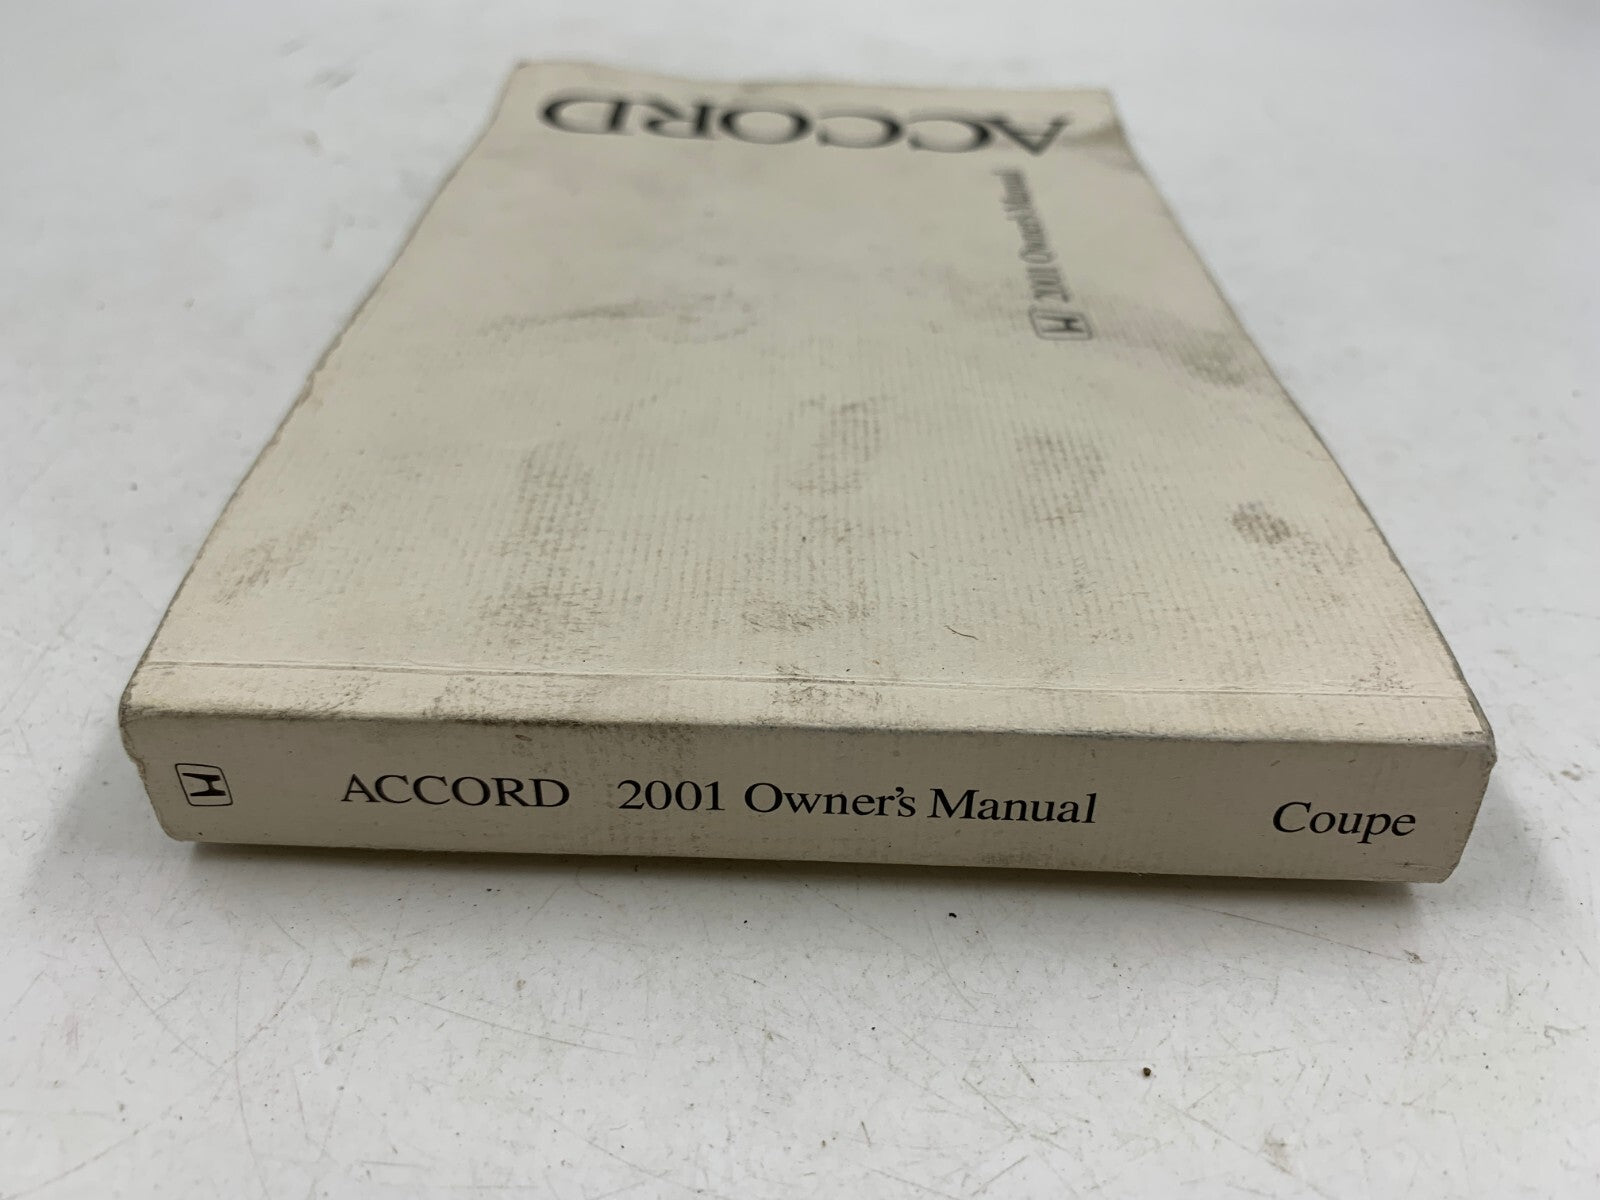 ACCORD
2001 Owner's Manual
ACCORD 2001 Owner's Manual Coupe